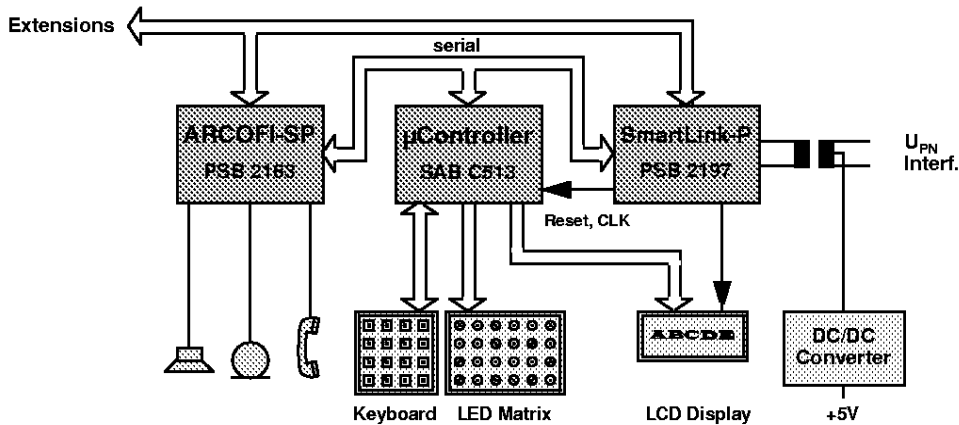 Extensions
serial
ARCOFI-SP
PSB 2163
µController
SAB C513
SmartLink-P
PSB 2197
UPN
Interf.
Reset, CLK
ABCDE
DC/DC
Converter
Keyboard
LED Matrix
LCD Display
+5V